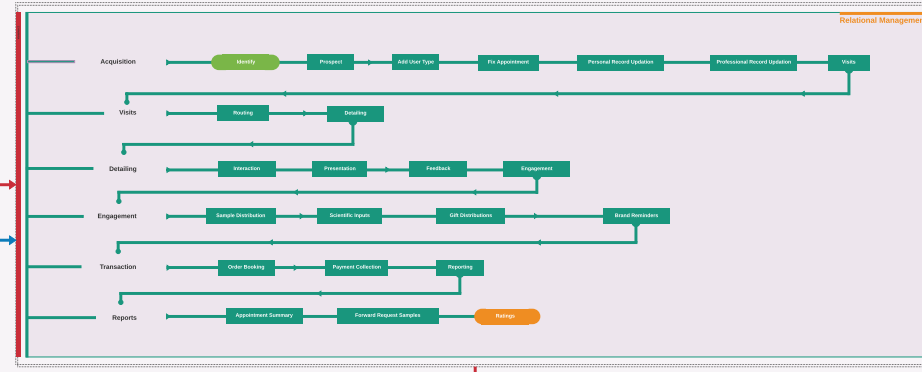 Relational Managemen
Acquisition
Identify
Prospect
Add User Type
Fix Appointment
Personal Record Updation
Professional Record Updation
Visits
Visits
Routing
Detailing
Detailing
Interaction
Presentation
Feedback
Engagement
Engagement
Sample Distribution
Scientific Inputs
Gift Distributions
Brand Reminders
Transaction
Order Booking
Payment Collection
Reporting
Reports
Appointment Summary
Forward Request Samples
Ratings